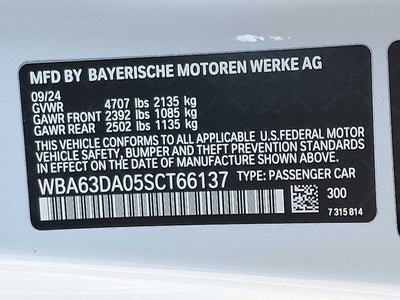 MFD BY BAYERISCHE MOTOREN WERKE AG
09/24
GVWR 4707 lbs 2135 kg
GAWR FRONT 2392 lbs 1085 kg
GAWR REAR 2502 lbs 1135 kg
THIS VEHICLE CONFORMS TO ALL APPLICABLE U.S.FEDERAL MOTOR
VEHICLE SAFETY, BUMPER AND THEFT PREVENTION STANDARDS
IN EFFECT ON THE DATE OF MANUFACTURE SHOWN ABOVE.
WBA63DA05SCT66137 TYPE: PASSENGER CAR
300
7 315 814